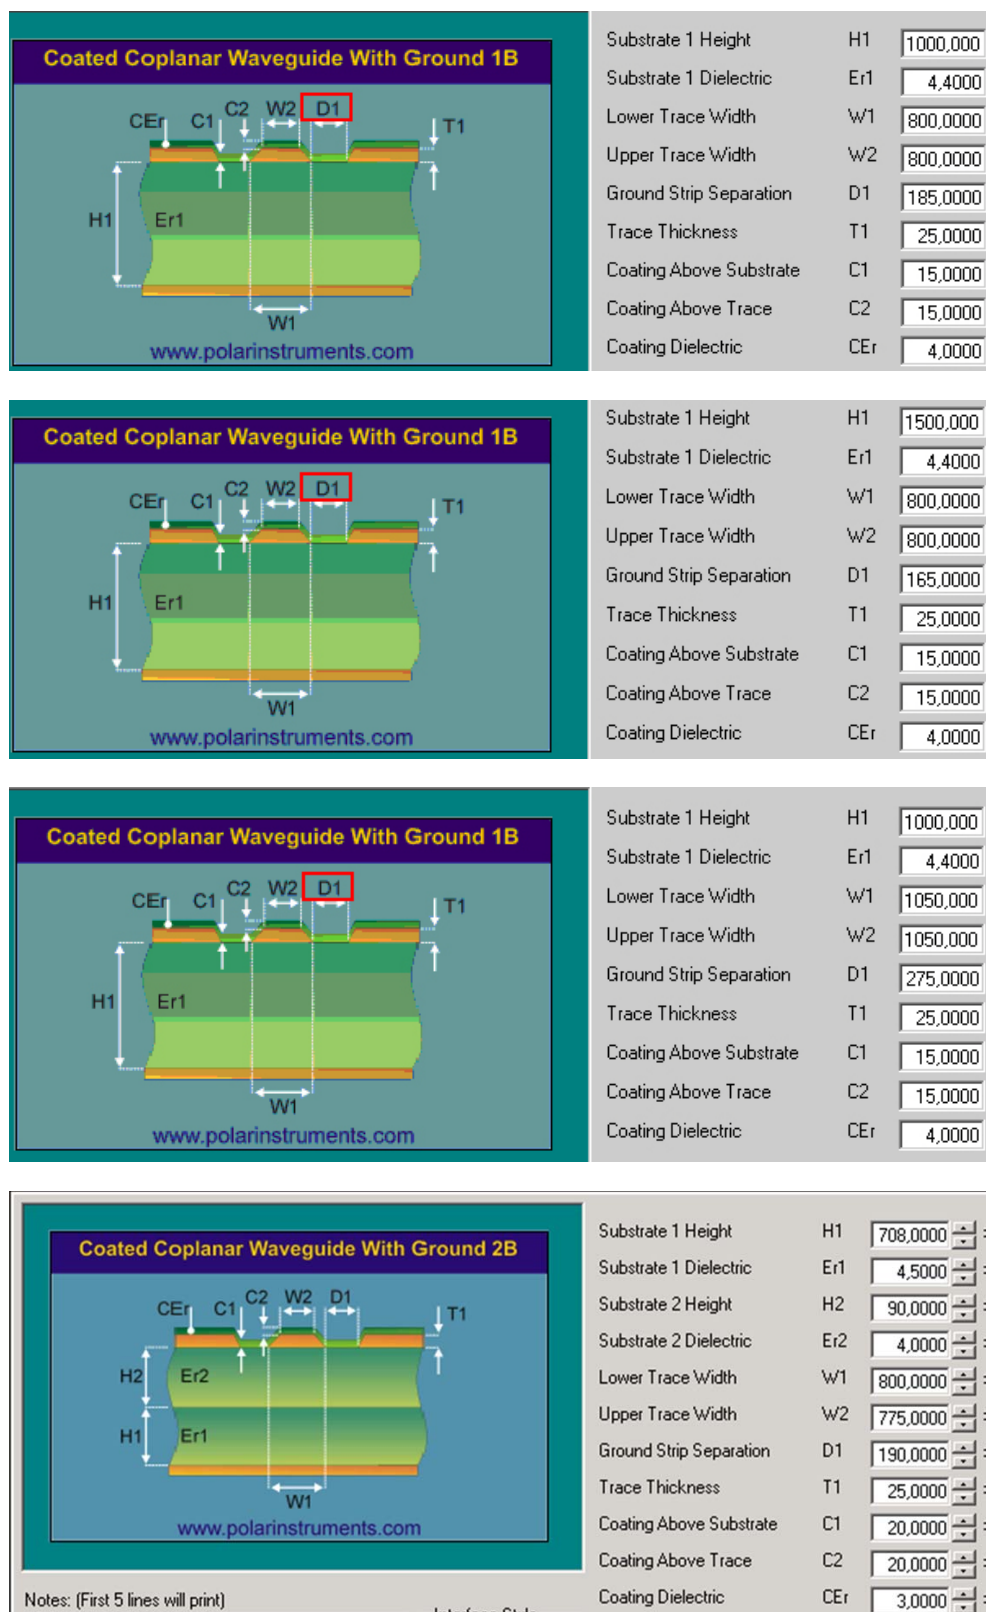 Coated Coplanar Waveguide With Ground 1B
CEr C1 C2 W2 D1 T1
H1 Er1
W1
www.polarinstruments.com
Substrate 1 Height H1 1000,000
Substrate 1 Dielectric Er1 4,4000
Lower Trace Width W1 800,0000
Upper Trace Width W2 800,0000
Ground Strip Separation D1 185,0000
Trace Thickness T1 25,0000
Coating Above Substrate C1 15,0000
Coating Above Trace C2 15,0000
Coating Dielectric CEr 4,0000
Coated Coplanar Waveguide With Ground 1B
CEr C1 C2 W2 D1 T1
H1 Er1
W1
www.polarinstruments.com
Substrate 1 Height H1 1500,000
Substrate 1 Dielectric Er1 4,4000
Lower Trace Width W1 800,0000
Upper Trace Width W2 800,0000
Ground Strip Separation D1 165,0000
Trace Thickness T1 25,0000
Coating Above Substrate C1 15,0000
Coating Above Trace C2 15,0000
Coating Dielectric CEr 4,0000
Coated Coplanar Waveguide With Ground 1B
CEr C1 C2 W2 D1 T1
H1 Er1
W1
www.polarinstruments.com
Substrate 1 Height H1 1000,000
Substrate 1 Dielectric Er1 4,4000
Lower Trace Width W1 1050,000
Upper Trace Width W2 1050,000
Ground Strip Separation D1 275,0000
Trace Thickness T1 25,0000
Coating Above Substrate C1 15,0000
Coating Above Trace C2 15,0000
Coating Dielectric CEr 4,0000
Coated Coplanar Waveguide With Ground 2B
CEr C1 C2 W2 D1 T1
H2 Er2
H1 Er1
W1
www.polarinstruments.com
Substrate 1 Height H1 708,0000
Substrate 1 Dielectric Er1 4,5000
Substrate 2 Height H2 90,0000
Substrate 2 Dielectric Er2 4,0000
Lower Trace Width W1 800,0000
Upper Trace Width W2 775,0000
Ground Strip Separation D1 190,0000
Trace Thickness T1 25,0000
Coating Above Substrate C1 20,0000
Coating Above Trace C2 20,0000
Coating Dielectric CEr 3,0000
Notes: (First 5 lines will print)